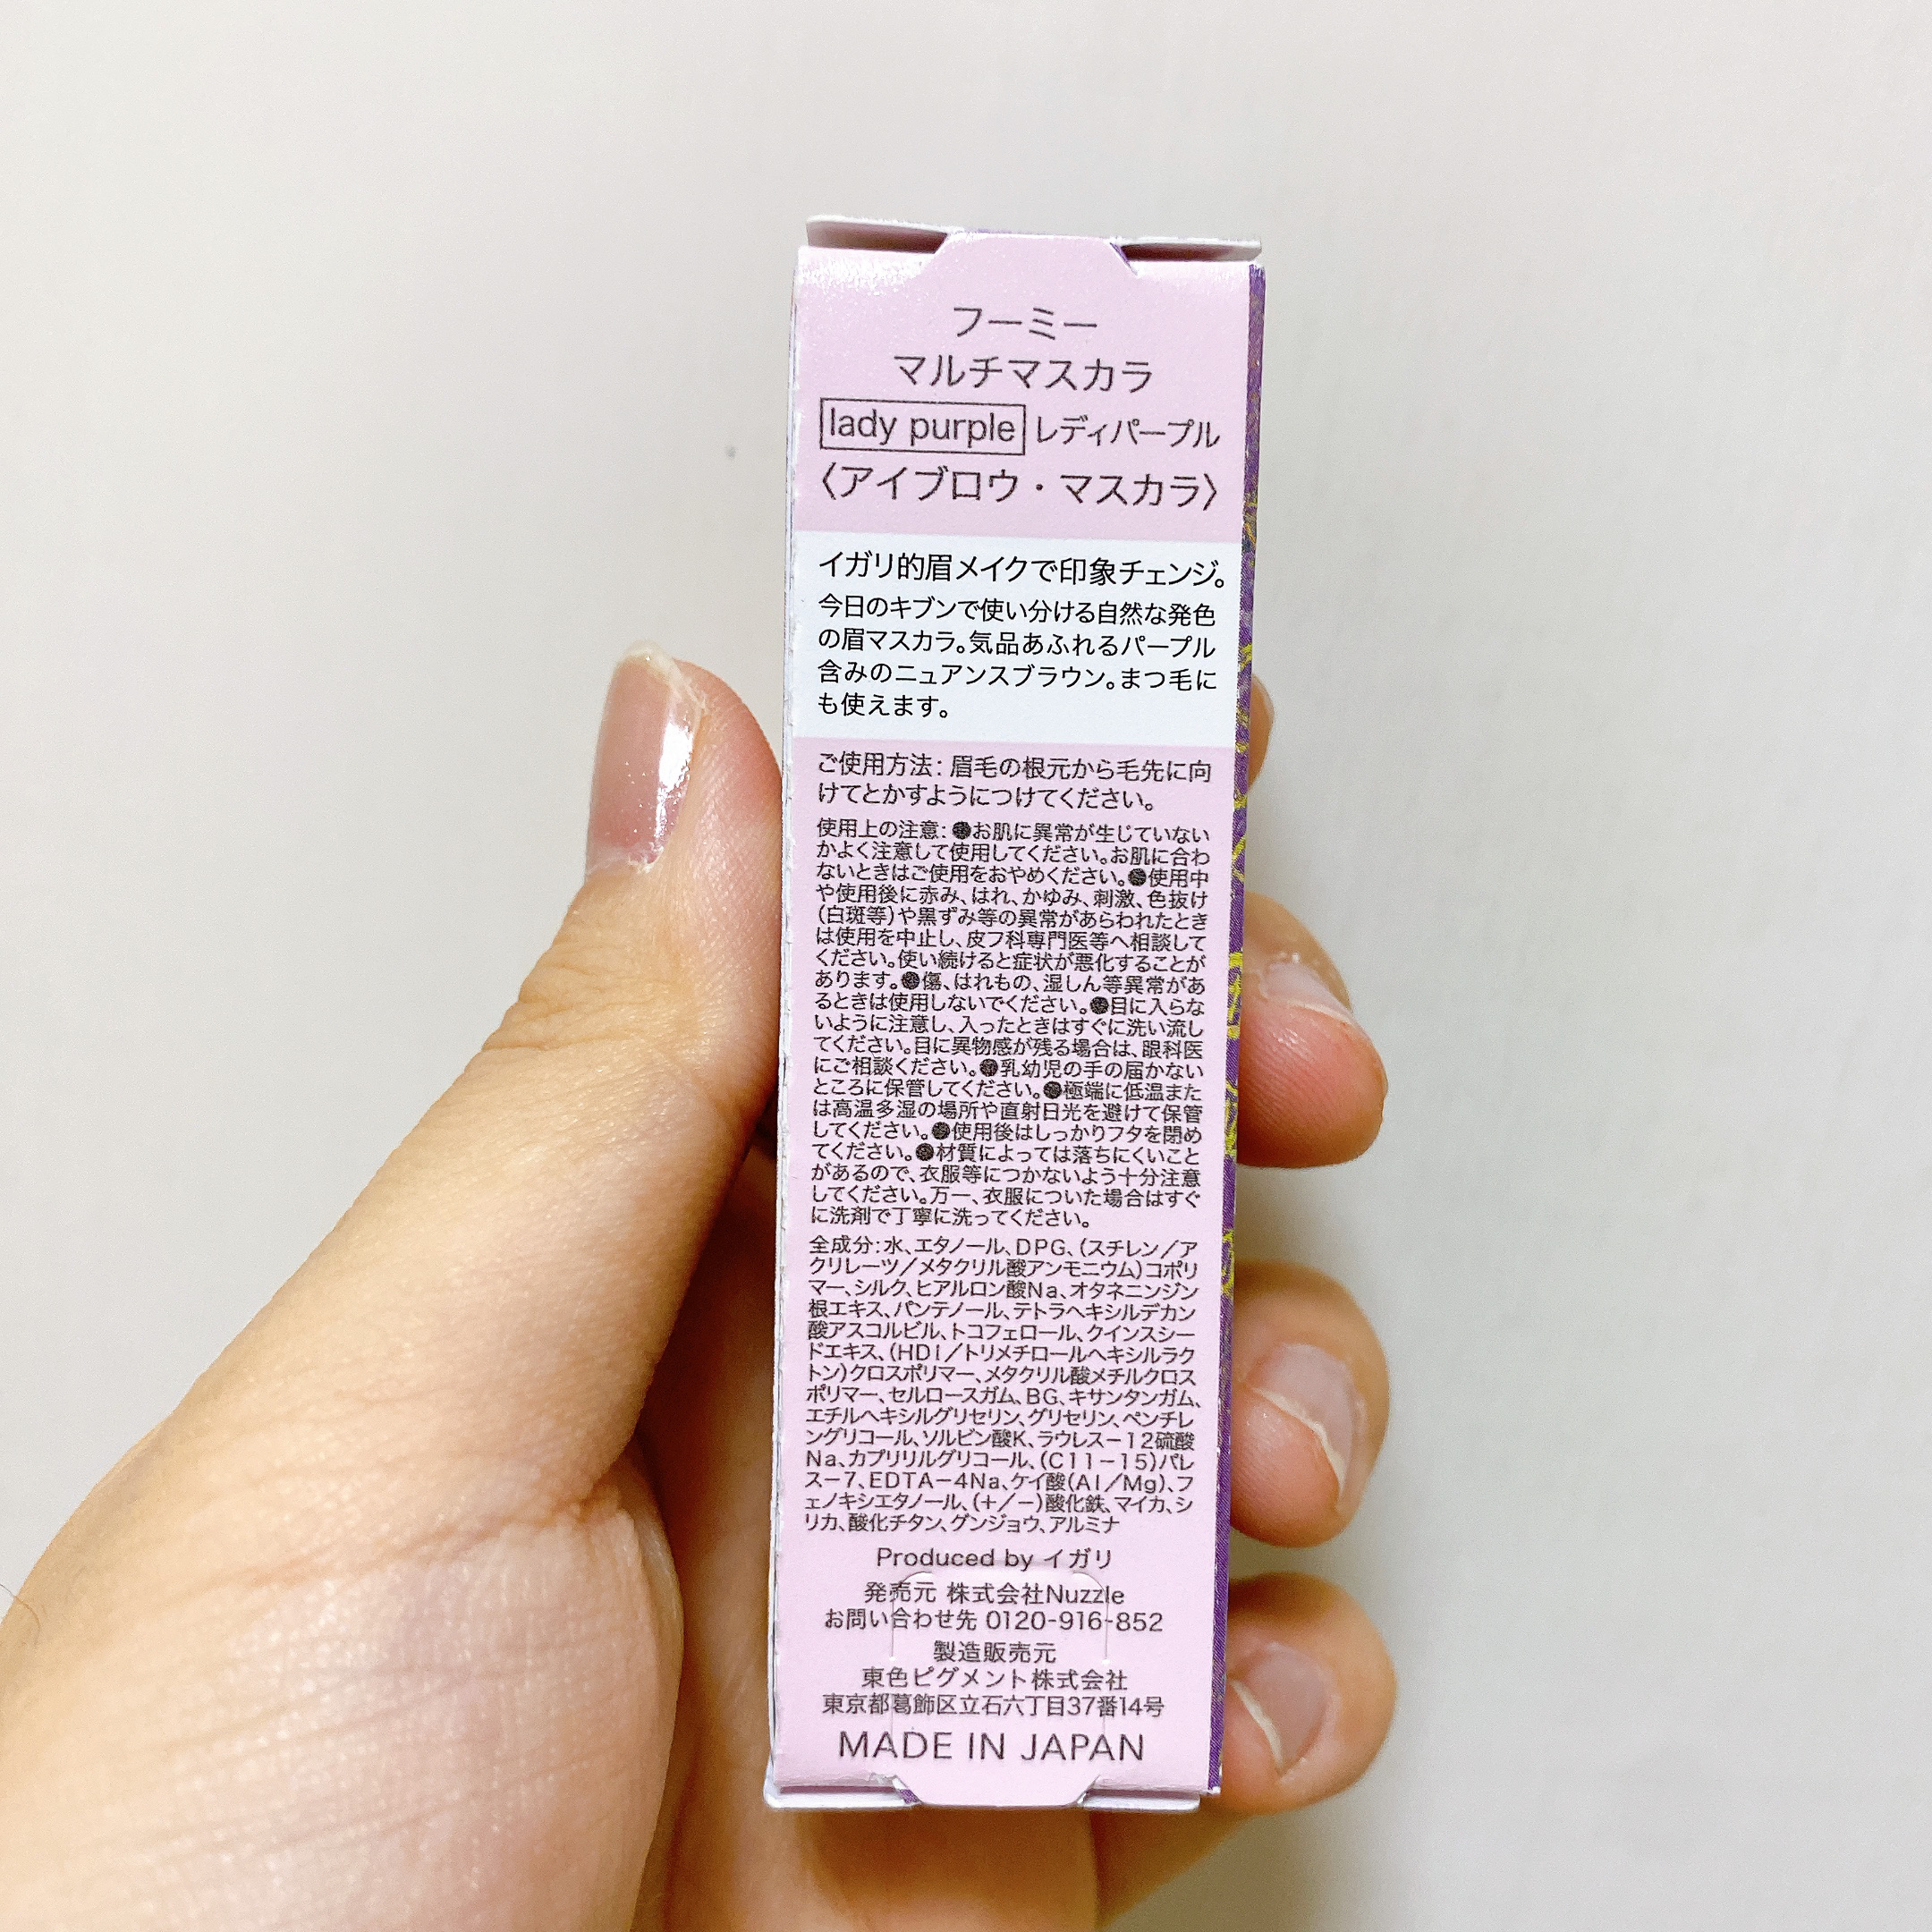 フーミー
マルチマスカラ
lady purple レディパープル
〈アイブロウ・マスカラ〉
イガリ的眉メイクで印象チェンジ。
今日のキブンで使い分ける自然な発色
の眉マスカラ。気品あふれるパープル
含みのニュアンスブラウン。まつ毛に
も使えます。
ご使用方法：眉毛の根元から毛先に向
けてとかすようにつけてください。
使用上の注意：●お肌に異常が生じていない
かよく注意して使用してください。お肌に合わ
ないときはご使用をおやめください。●使用中
や使用後に赤み、はれ、かゆみ、刺激、色抜け
（白斑等）や黒ずみ等の異常があらわれたとき
は使用を中止し、皮フ科専門医等へ相談して
ください。使い続けると症状が悪化することが
あります。●傷、はれもの、湿しん等異常があ
るときは使用しないでください。●目に入らな
いように注意し、入ったときはすぐに洗い流し
てください。目に異物感が残る場合は、眼科医
にご相談ください。●乳幼児の手の届かない
ところに保管してください。●極端に低温また
は高温多湿の場所や直射日光を避けて保管
してください。●使用後はしっかりフタを閉め
てください。●材質によっては落ちにくいこと
があるので、衣服等につかないよう十分注意
してください。万一、衣服についた場合はすぐ
に洗剤で丁寧に洗ってください。
全成分：水、エタノール、DPG、（スチレン／ア
クリレーツ／メタクリル酸アンモニウム）コポリ
マー、シルク、ヒアルロン酸Na、オタネニンジン
根エキス、パンテノール、テトラヘキシルデカン
酸アスコルビル、トコフェロール、クインスシー
ドエキス、（HDI／トリメチロールヘキシルラク
トン）クロスポリマー、メタクリル酸メチルクロス
ポリマー、セルロースガム、BG、キサンタンガム、
エチルヘキシルグリセリン、グリセリン、ペンチレ
ングリコール、ソルビン酸K、ラウレス－12硫酸
Na、カプリリルグリコール、（C11－15）パレ
ス－7、EDTA－4Na、ケイ酸（Al／Mg）、フ
ェノキシエタノール、（＋／－）酸化鉄、マイカ、シ
リカ、酸化チタン、グンジョウ、アルミナ
Produced by イガリ
発売元 株式会社Nuzzle
お問い合わせ先 0120-916-852
製造販売元
東色ピグメント株式会社
東京都葛飾区立石六丁目37番14号
MADE IN JAPAN